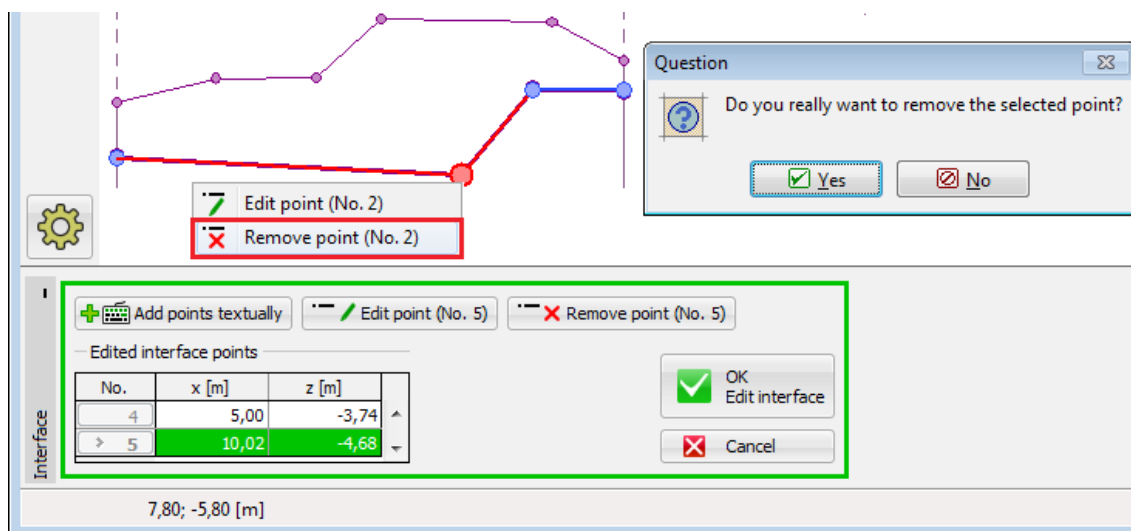 Question
Do you really want to remove the selected point?
Yes
No
Edit point (No. 2)
Remove point (No. 2)
Add points textually
Edit point (No. 5)
Remove point (No. 5)
Edited interface points
No. x [m] z [m]
4 5,00 -3,74
> 5 10,02 -4,68
OK
Edit interface
Cancel
Interface
7,80; -5,80 [m]